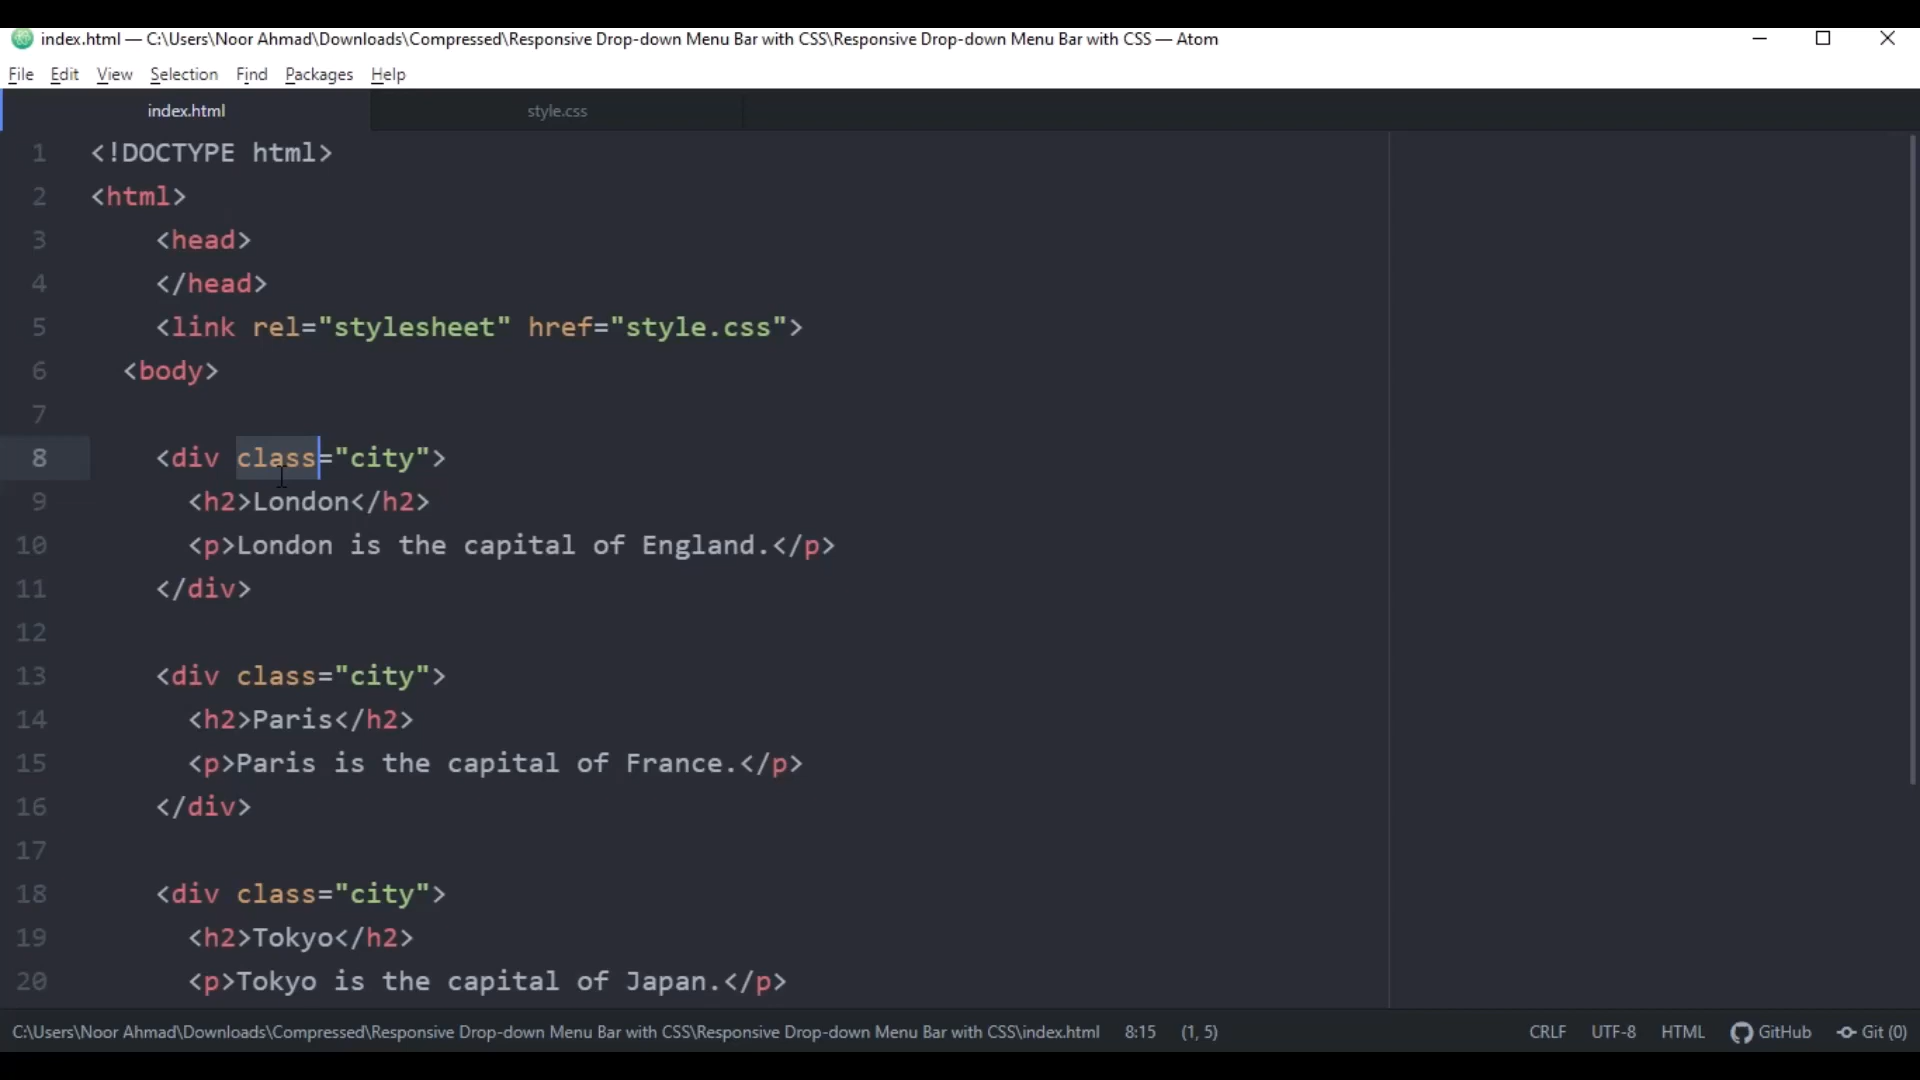 index.html — C:\Users\Noor Ahmad\Downloads\Compressed\Responsive Drop-down Menu Bar with CSS\Responsive Drop-down Menu Bar with CSS — Atom
File Edit View Selection Find Packages Help
index.html style.css
1 <!DOCTYPE html>
2 <html>
3 <head>
4 </head>
5 <link rel="stylesheet" href="style.css">
6 <body>
7
8 <div class="city">
9 <h2>London</h2>
10 <p>London is the capital of England.</p>
11 </div>
12
13 <div class="city">
14 <h2>Paris</h2>
15 <p>Paris is the capital of France.</p>
16 </div>
17
18 <div class="city">
19 <h2>Tokyo</h2>
20 <p>Tokyo is the capital of Japan.</p>
C:\Users\Noor Ahmad\Downloads\Compressed\Responsive Drop-down Menu Bar with CSS\Responsive Drop-down Menu Bar with CSS\index.html 8:15 (1, 5) CRLF UTF-8 HTML GitHub Git (0)